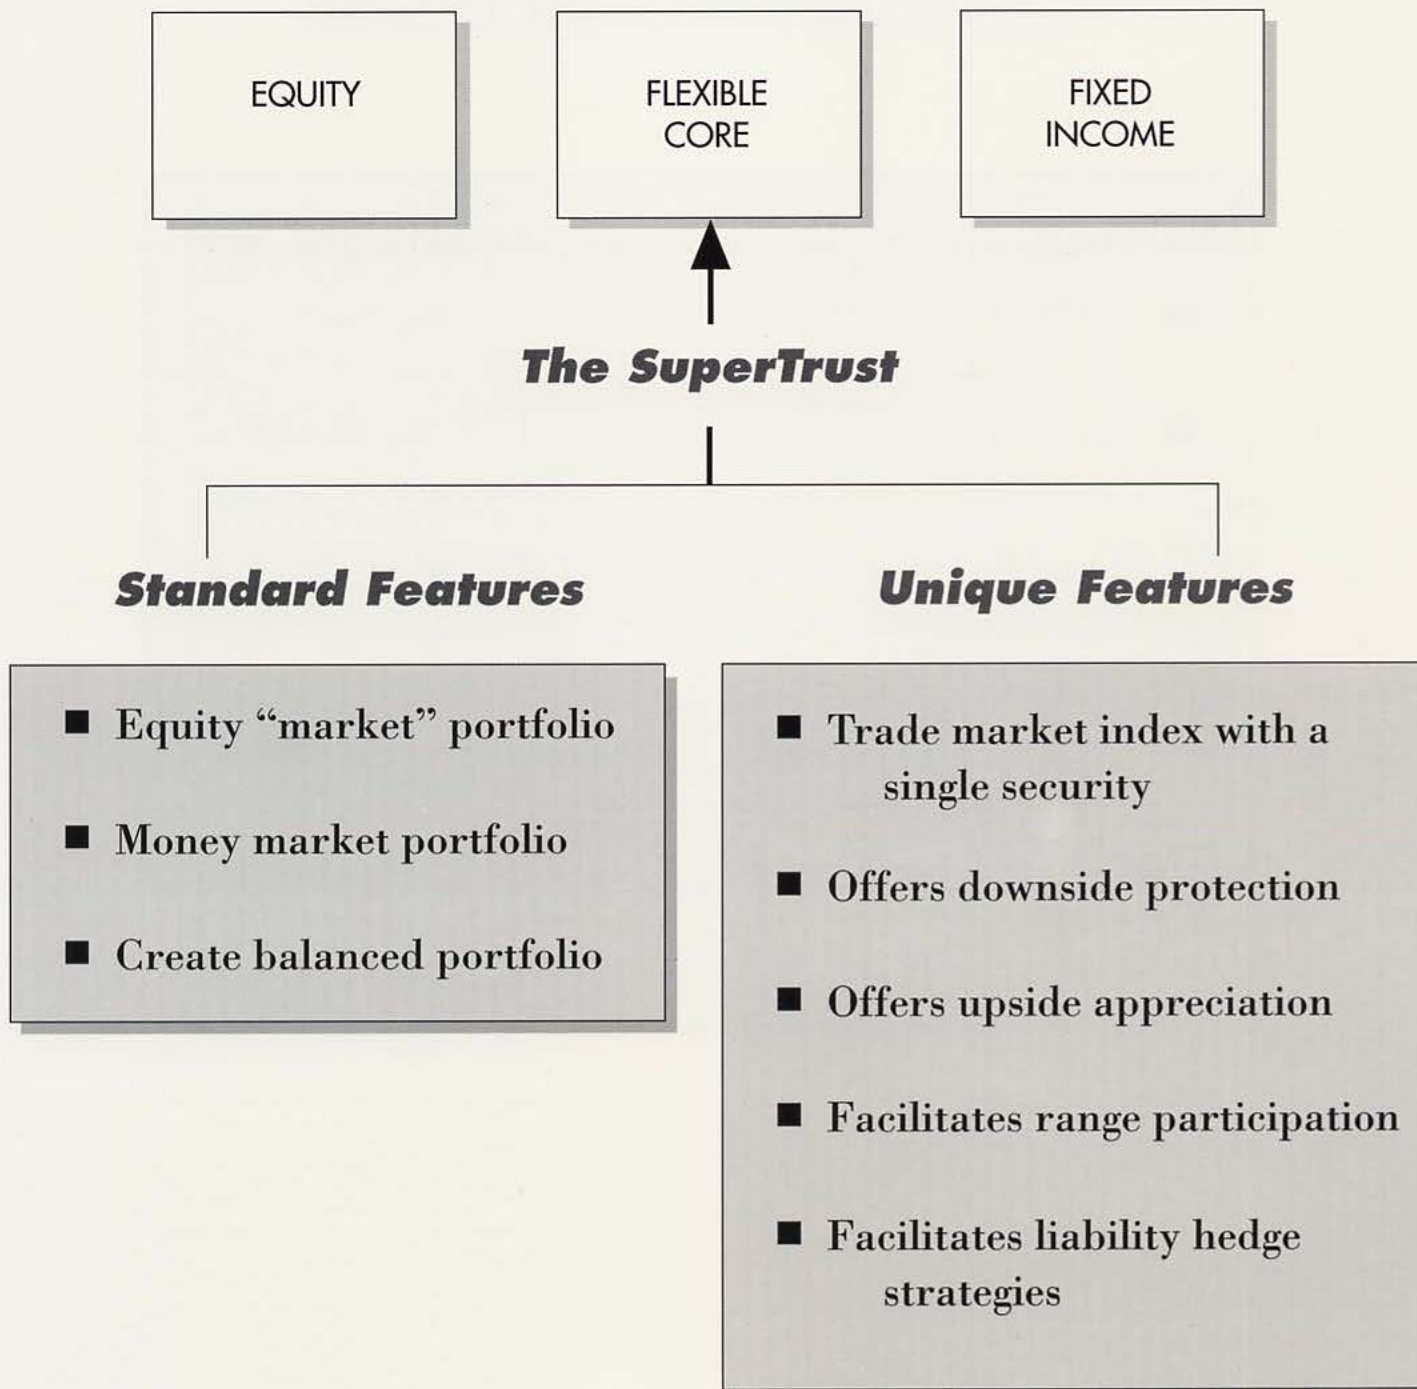 EQUITY
FLEXIBLE
CORE
FIXED
INCOME
The SuperTrust
Standard Features
Unique Features
■ Equity “market” portfolio
■ Money market portfolio
■ Create balanced portfolio
■ Trade market index with a
single security
■ Offers downside protection
■ Offers upside appreciation
■ Facilitates range participation
■ Facilitates liability hedge
strategies